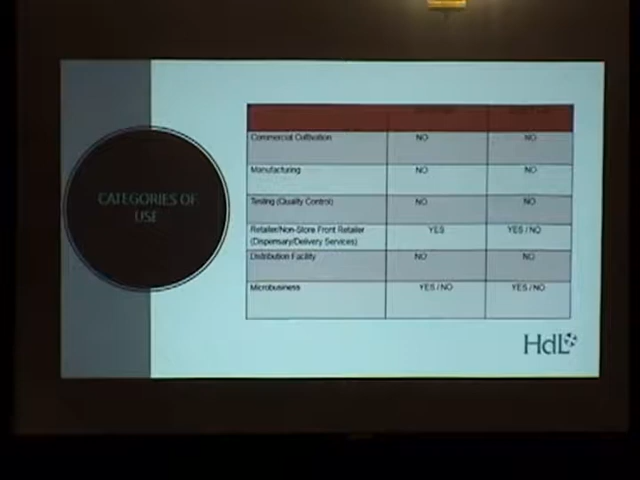 CATEGORIES OF
USE
Commercial Cultivation NO NO
Manufacturing NO NO
Testing (Quality Control) NO NO
Retailer/Non-Store Front Retailer YES YES / NO
(Dispensary/Delivery Services)
Distribution Facility NO NO
Microbusiness YES / NO YES / NO
HdL